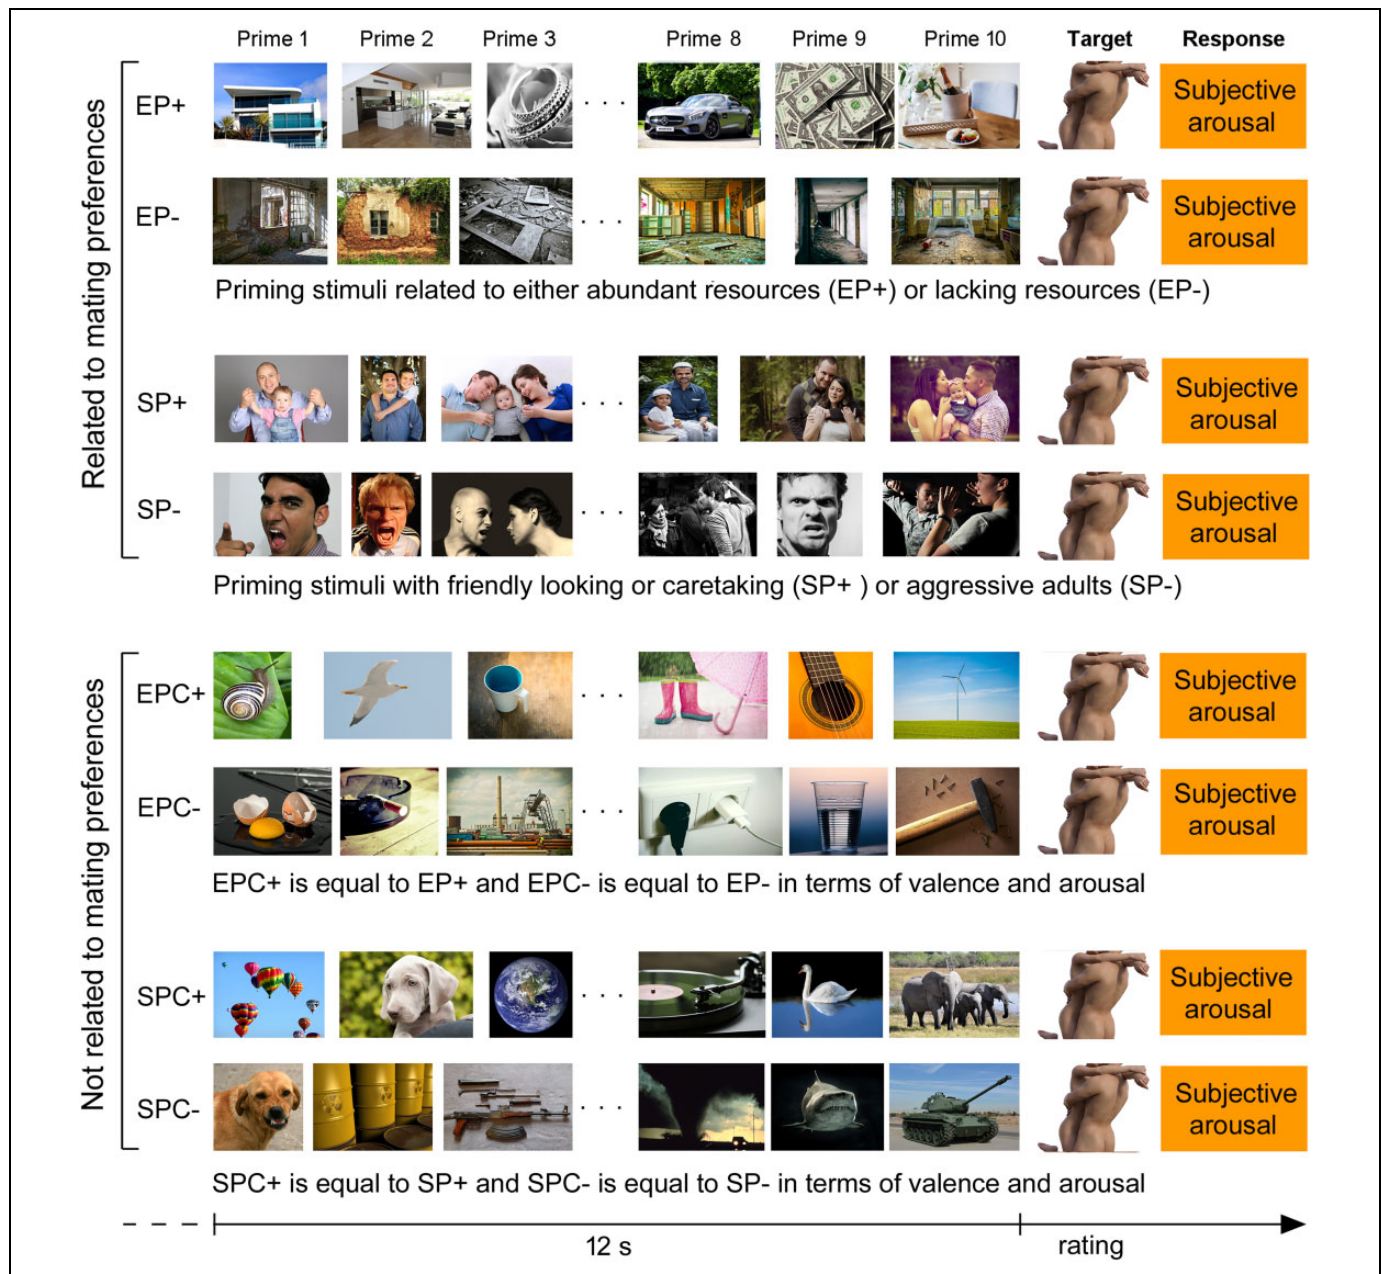 Prime 1 Prime 2 Prime 3 Prime 8 Prime 9 Prime 10 Target Response
Related to mating preferences
EP+
. . .
Subjective
arousal
EP-
. . .
Subjective
arousal
Priming stimuli related to either abundant resources (EP+) or lacking resources (EP-)
SP+
. . .
Subjective
arousal
SP-
. . .
Subjective
arousal
Priming stimuli with friendly looking or caretaking (SP+ ) or aggressive adults (SP-)
Not related to mating preferences
EPC+
. . .
Subjective
arousal
EPC-
. . .
Subjective
arousal
EPC+ is equal to EP+ and EPC- is equal to EP- in terms of valence and arousal
SPC+
. . .
Subjective
arousal
SPC-
. . .
Subjective
arousal
SPC+ is equal to SP+ and SPC- is equal to SP- in terms of valence and arousal
12 s
rating